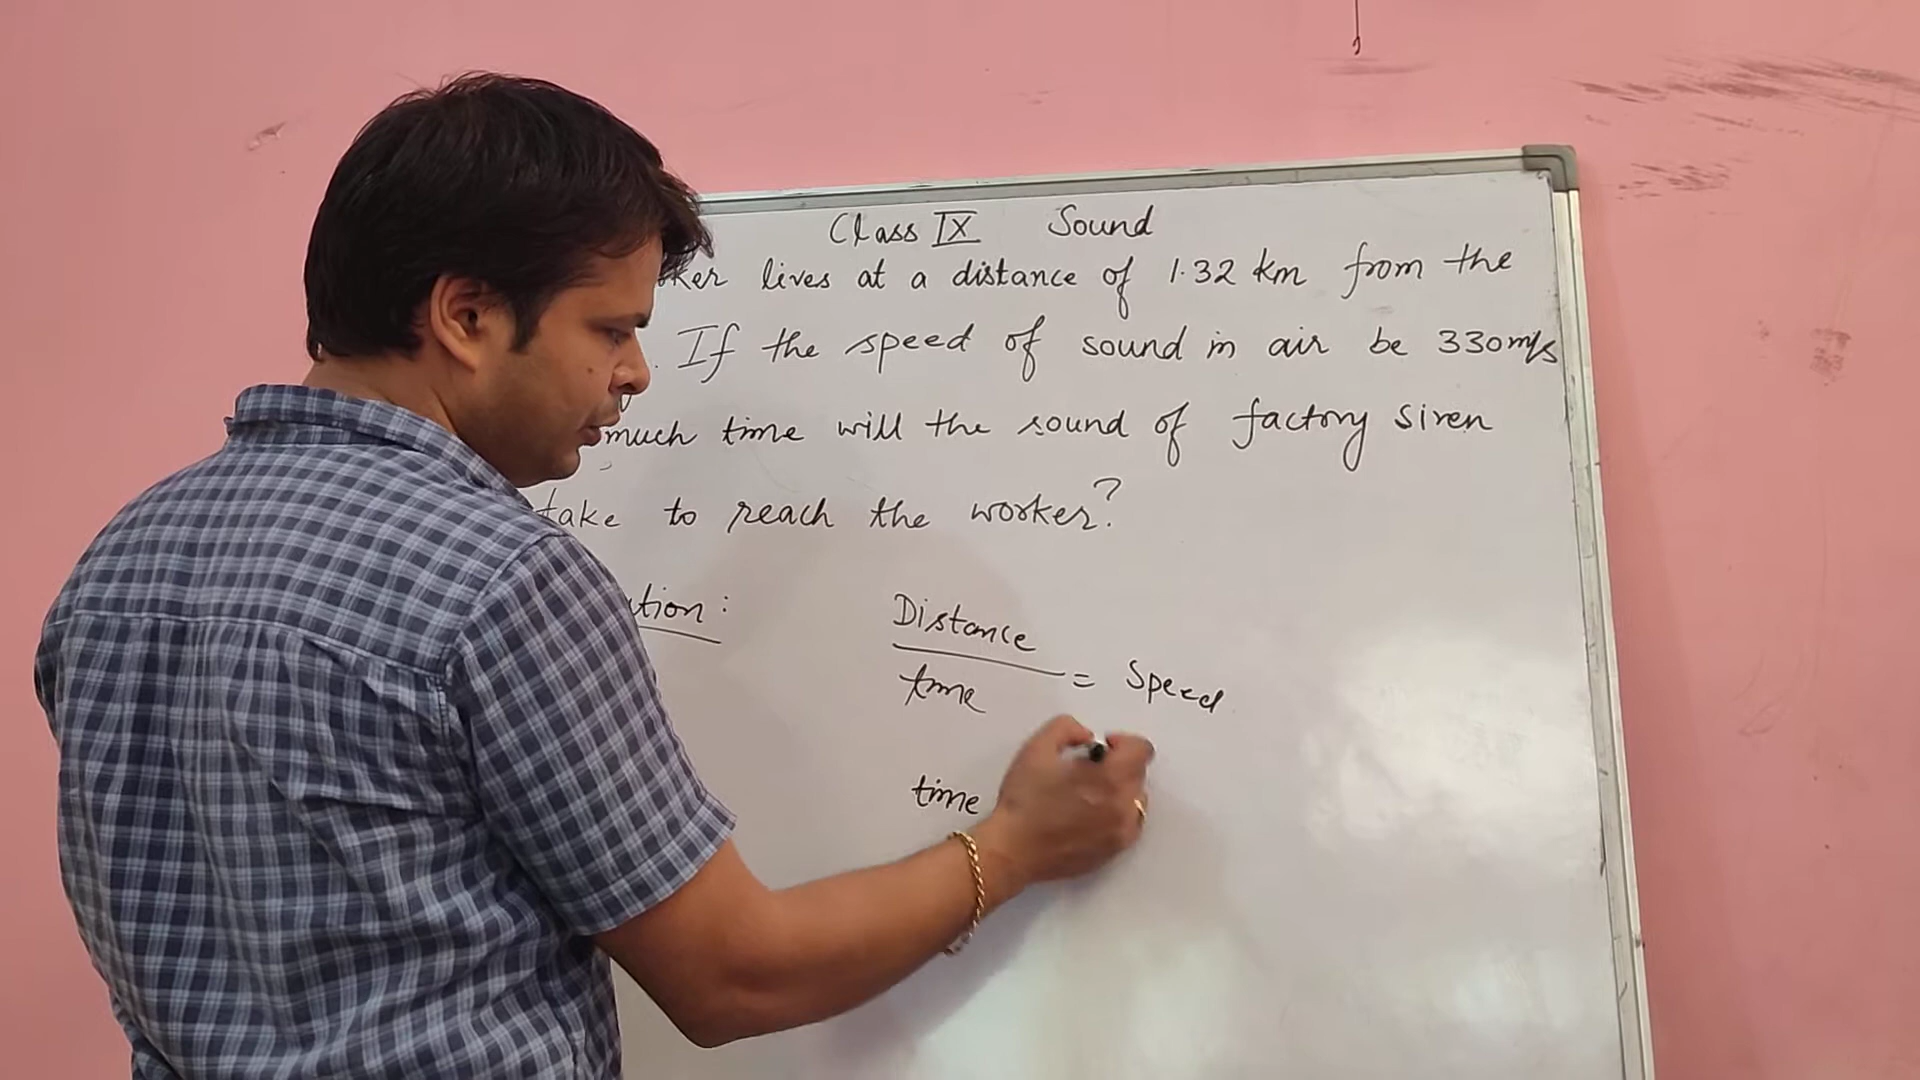 Class IX Sound
lives at a distance of 1.32 km from the
. If the speed of sound in air be 330m/s
much time will the sound of factory siren
take to reach the worker?
Distance
time = Speed
time